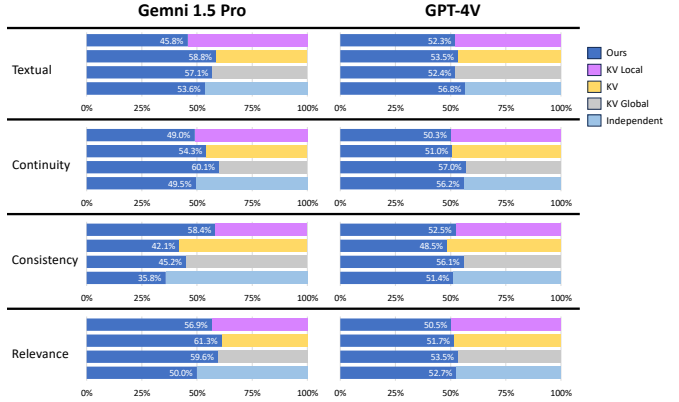 Gemni 1.5 Pro GPT-4V
Textual
45.8% 52.3%
58.8% 53.5%
57.1% 52.4%
53.6% 56.8%
0% 25% 50% 75% 100% 0% 25% 50% 75% 100%
Ours
KV Local
KV
KV Global
Independent
Continuity
49.0% 50.3%
54.3% 51.0%
60.1% 57.0%
49.5% 56.2%
0% 25% 50% 75% 100% 0% 25% 50% 75% 100%
Consistency
58.4% 52.5%
42.1% 48.5%
45.2% 56.1%
35.8% 51.4%
0% 25% 50% 75% 100% 0% 25% 50% 75% 100%
Relevance
56.9% 50.5%
61.3% 51.7%
59.6% 53.5%
50.0% 52.7%
0% 25% 50% 75% 100% 0% 25% 50% 75% 100%